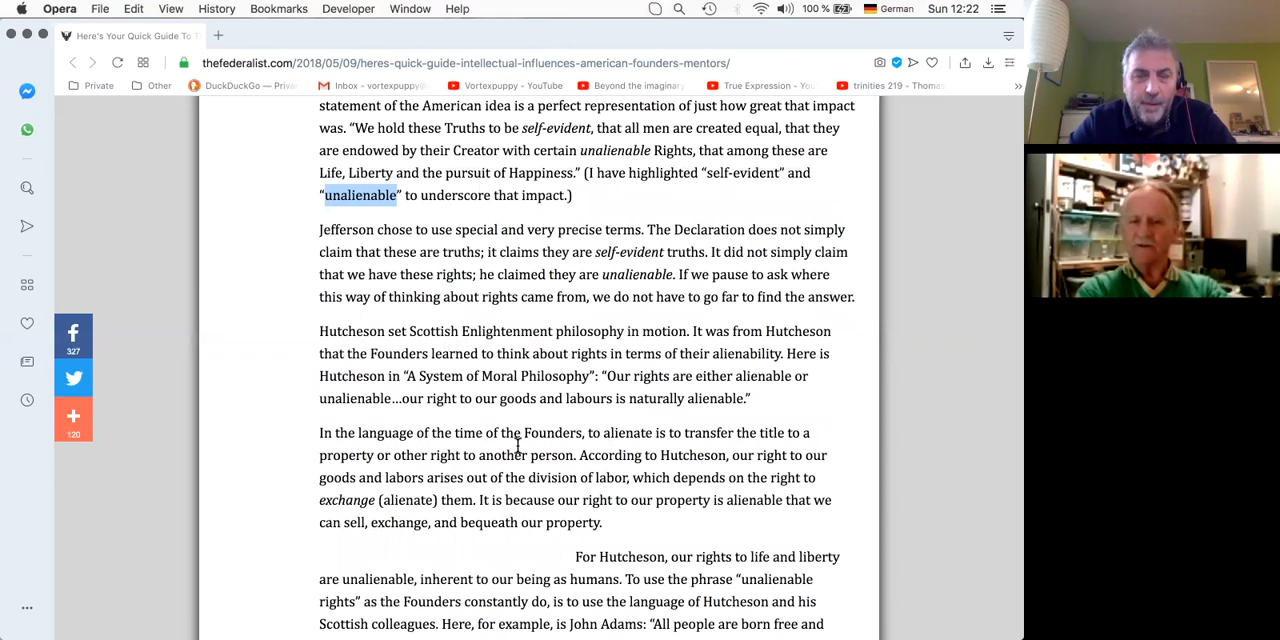 Opera File Edit View History Bookmarks Developer Window Help 100 % German Sun 12:22
Here's Your Quick Guide To T
thefederalist.com/2018/05/09/heres-quick-guide-intellectual-influences-american-founders-mentors/
Private Other DuckDuckGo — Priva Inbox - vortexpuppy@ Vortexpuppy - YouTube Beyond the imaginary True Expression - You trinities 219 - Thomas »
statement of the American idea is a perfect representation of just how great that impact
was. “We hold these Truths to be self-evident, that all men are created equal, that they
are endowed by their Creator with certain unalienable Rights, that among these are
Life, Liberty and the pursuit of Happiness.” (I have highlighted “self-evident” and
“unalienable” to underscore that impact.)
Jefferson chose to use special and very precise terms. The Declaration does not simply
claim that these are truths; it claims they are self-evident truths. It did not simply claim
that we have these rights; he claimed they are unalienable. If we pause to ask where
this way of thinking about rights came from, we do not have to go far to find the answer.
327
Hutcheson set Scottish Enlightenment philosophy in motion. It was from Hutcheson
that the Founders learned to think about rights in terms of their alienability. Here is
Hutcheson in “A System of Moral Philosophy”: “Our rights are either alienable or
unalienable…our right to our goods and labours is naturally alienable.”
120
In the language of the time of the Founders, to alienate is to transfer the title to a
property or other right to another person. According to Hutcheson, our right to our
goods and labors arises out of the division of labor, which depends on the right to
exchange (alienate) them. It is because our right to our property is alienable that we
can sell, exchange, and bequeath our property.
For Hutcheson, our rights to life and liberty
are unalienable, inherent to our being as humans. To use the phrase “unalienable
rights” as the Founders constantly do, is to use the language of Hutcheson and his
Scottish colleagues. Here, for example, is John Adams: “All people are born free and